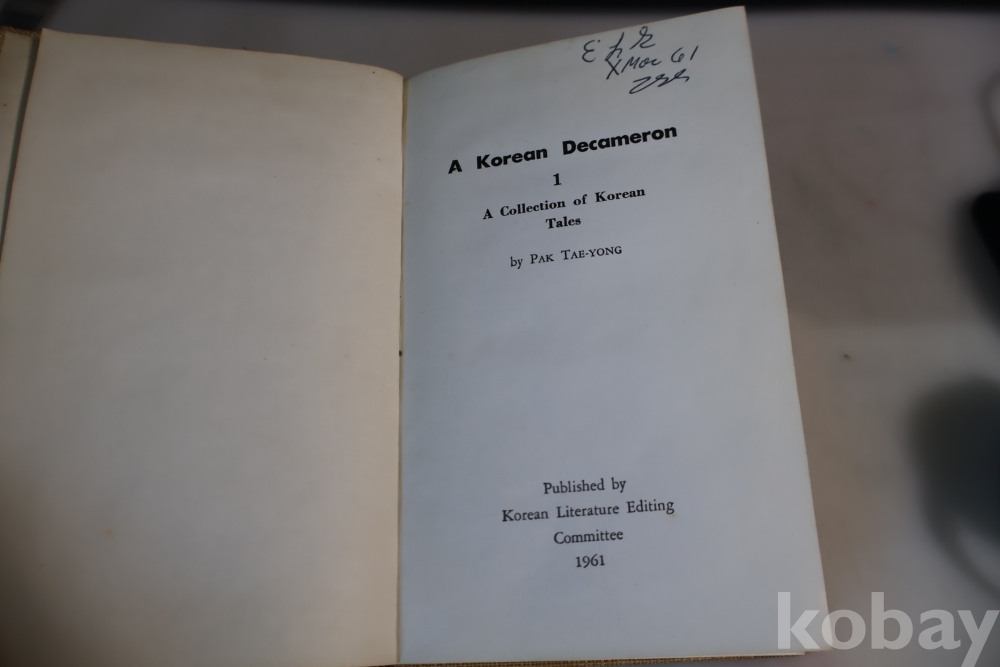 61
A Korean Decameron
1
A Collection of Korean
Tales
by PAK TAE-YONG
Published by
Korean Literature Editing
Committee
1961
kobay